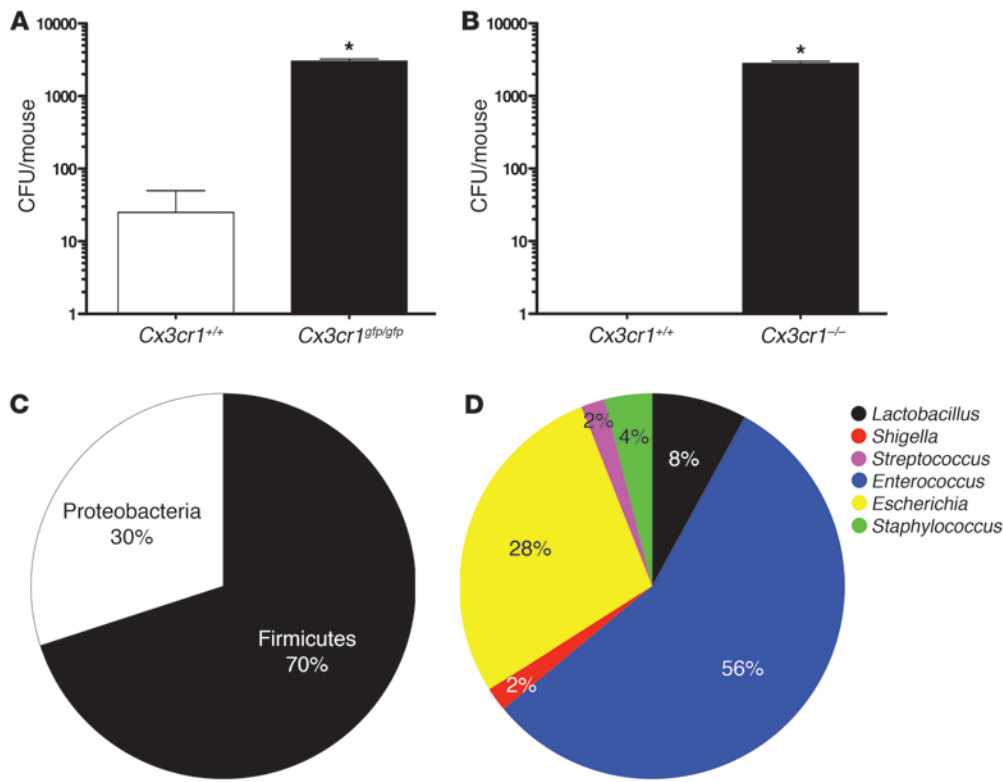 A
CFU/mouse
10000
1000
100
10
1
*
Cx3cr1+/+
Cx3cr1gfp/gfp
B
CFU/mouse
10000
1000
100
10
1
*
Cx3cr1+/+
Cx3cr1–/–
C
Proteobacteria
30%
Firmicutes
70%
D
2%
4%
8%
28%
2%
56%
Lactobacillus
Shigella
Streptococcus
Enterococcus
Escherichia
Staphylococcus